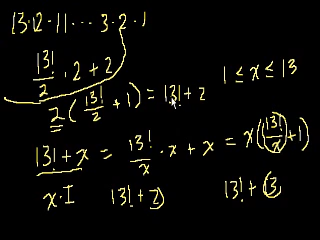 13·12·11··· 3·2·1
13!/2 · 2 + 2
2(13!/2 + 1) = 13! + 2
1 ≤ x ≤ 13
13! + x = 13!/x · x + x = x(13!/x + 1)
x·I 13! + 2 13! + 13